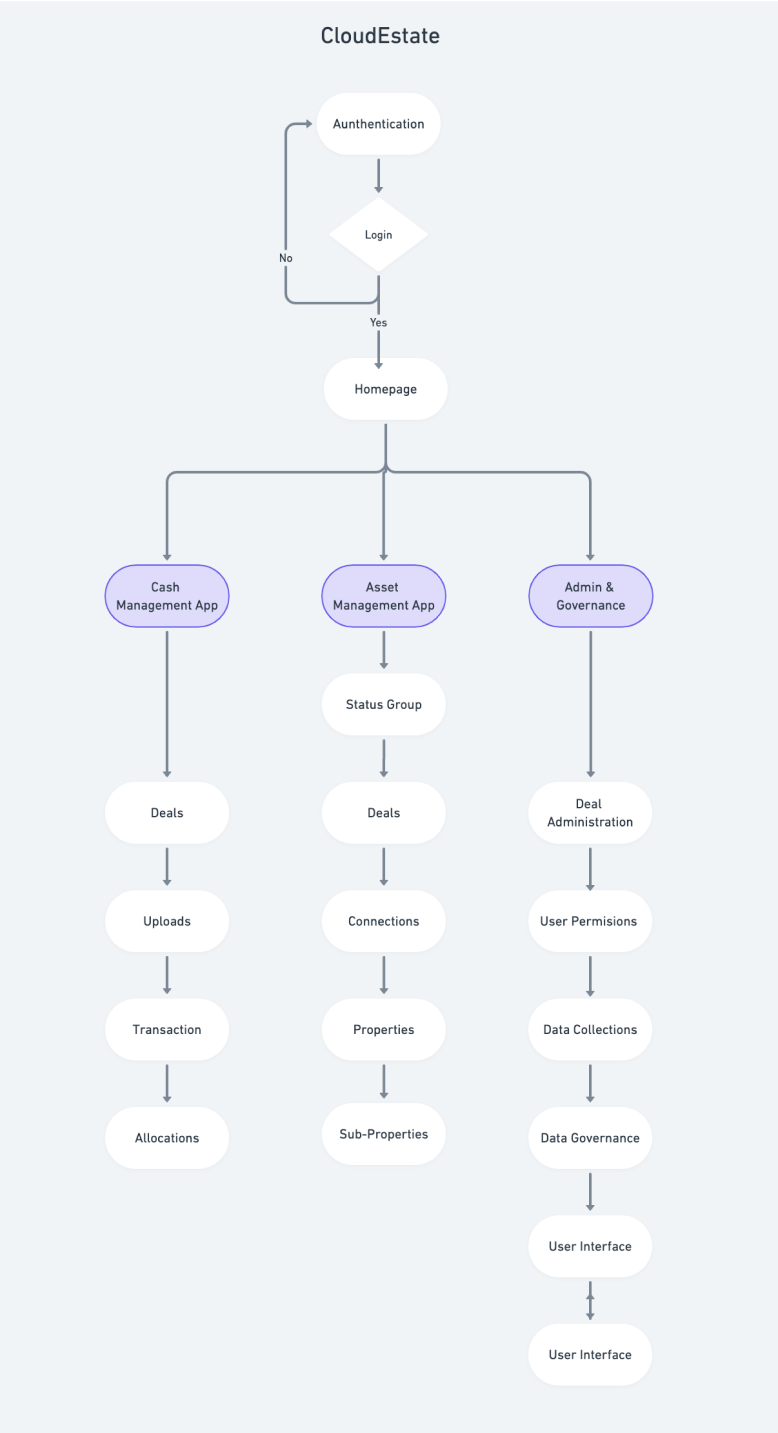 CloudEstate
Aunthentication
Login
No
Yes
Homepage
Cash
Management App
Asset
Management App
Admin &
Governance
Status Group
Deals
Deals
Deal
Administration
Uploads
Connections
User Permisions
Transaction
Properties
Data Collections
Allocations
Sub-Properties
Data Governance
User Interface
User Interface